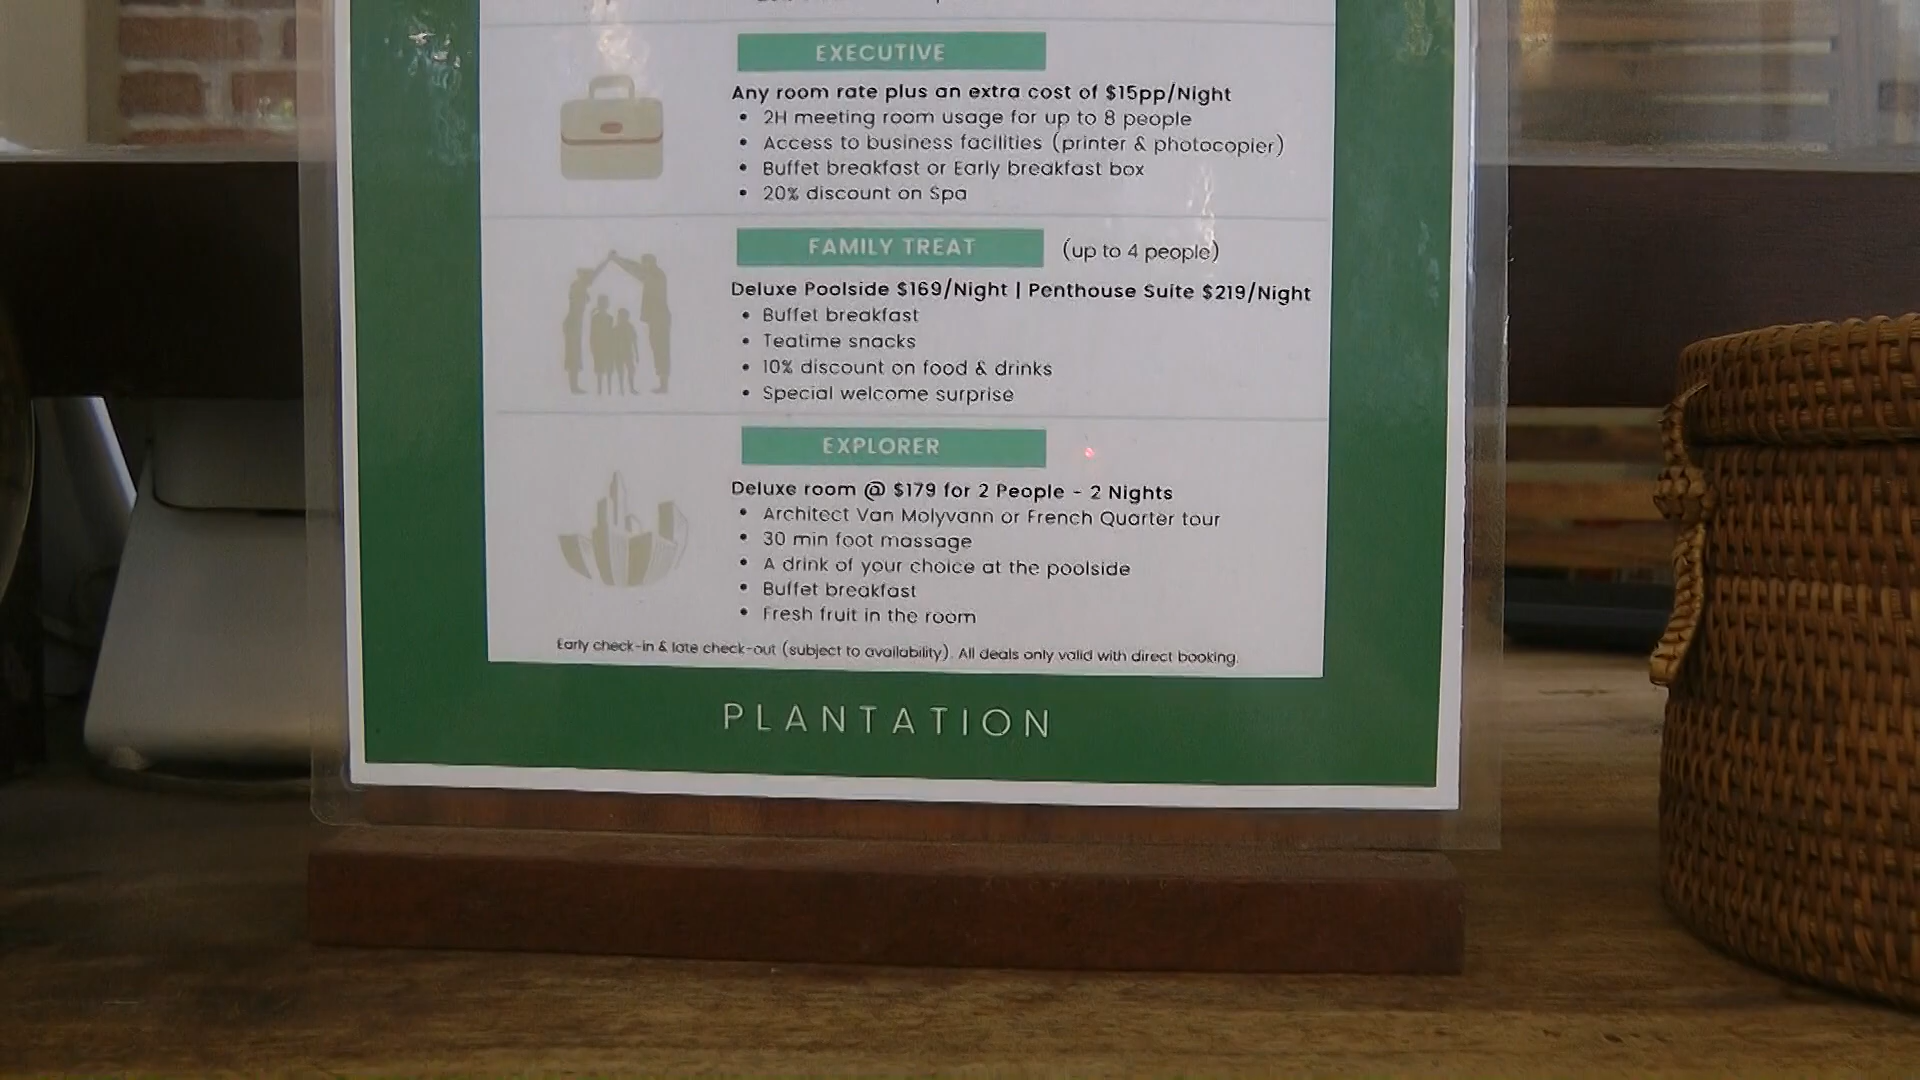 EXECUTIVE
Any room rate plus an extra cost of $15pp/Night
• 2H meeting room usage for up to 8 people
• Access to business facilities (printer & photocopier)
• Buffet breakfast or Early breakfast box
• 20% discount on Spa
FAMILY TREAT (up to 4 people)
Deluxe Poolside $169/Night | Penthouse Suite $219/Night
• Buffet breakfast
• Teatime snacks
• 10% discount on food & drinks
• Special welcome surprise
EXPLORER
Deluxe room @ $179 for 2 People - 2 Nights
• Architect Van Molyvann or French Quarter tour
• 30 min foot massage
• A drink of your choice at the poolside
• Buffet breakfast
• Fresh fruit in the room
Early check-in & late check-out (subject to availability). All deals only valid with direct booking.
PLANTATION